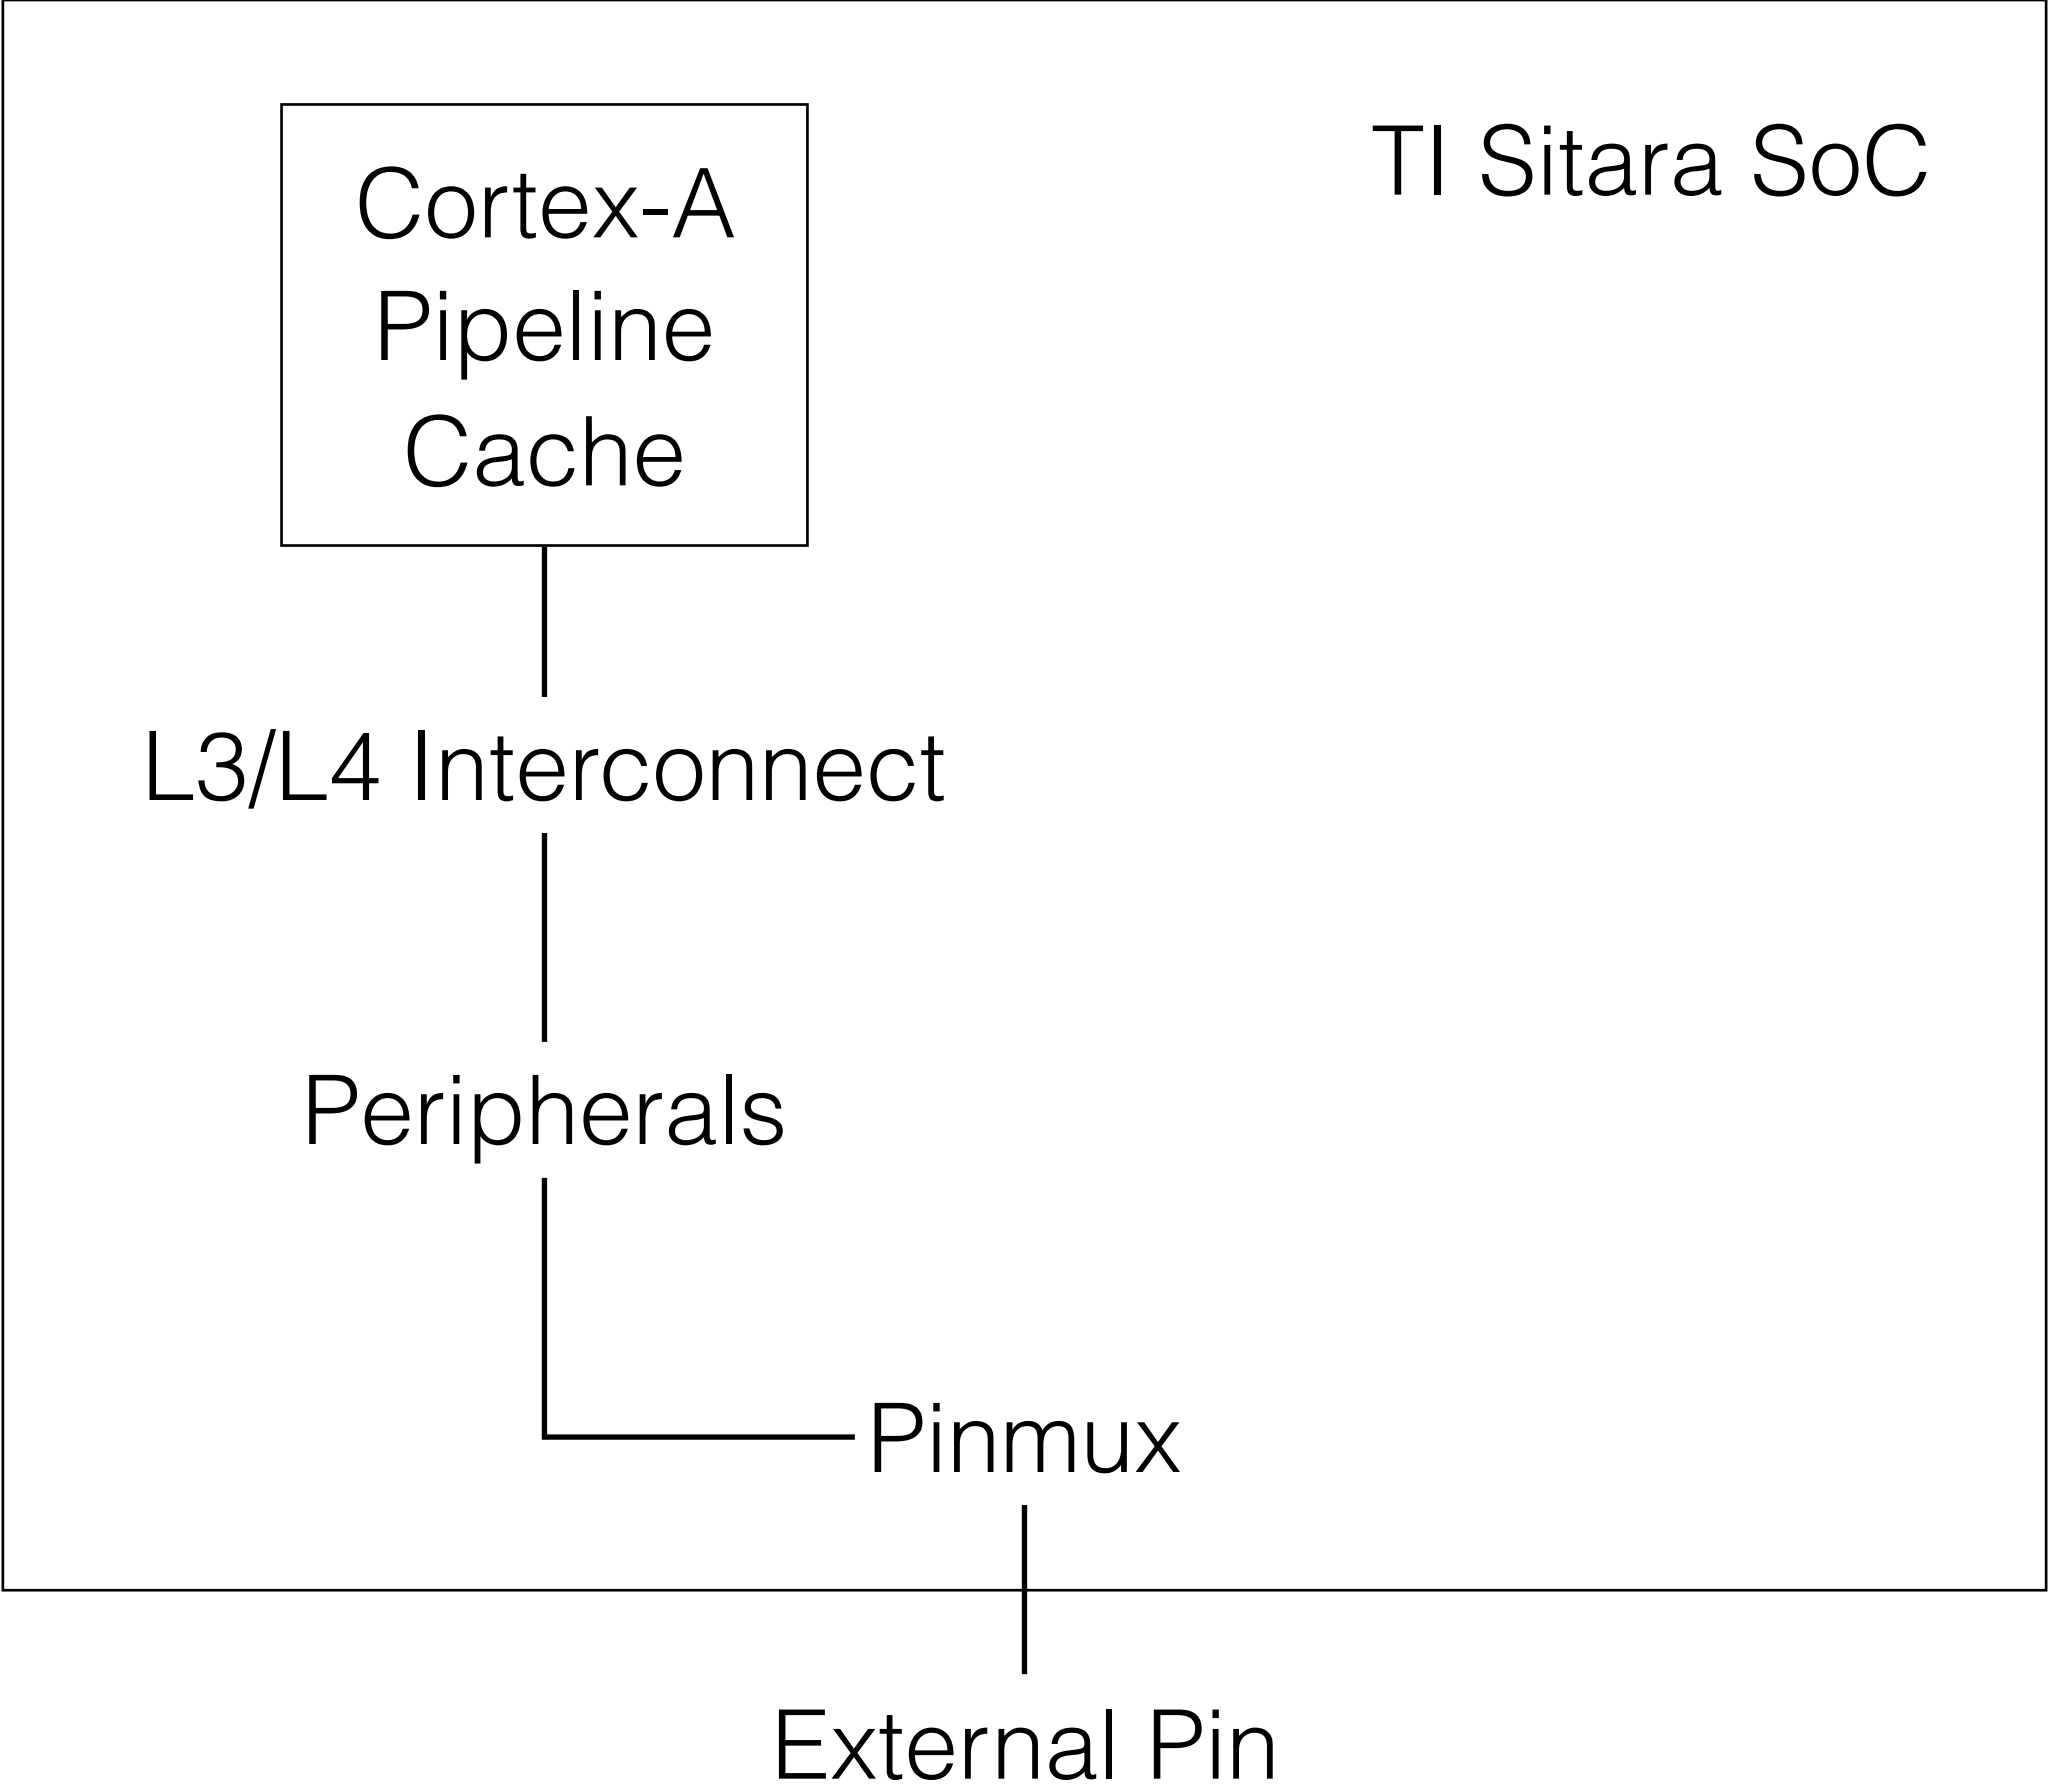 TI Sitara SoC
Cortex-A
Pipeline
Cache
L3/L4 Interconnect
Peripherals
Pinmux
External Pin